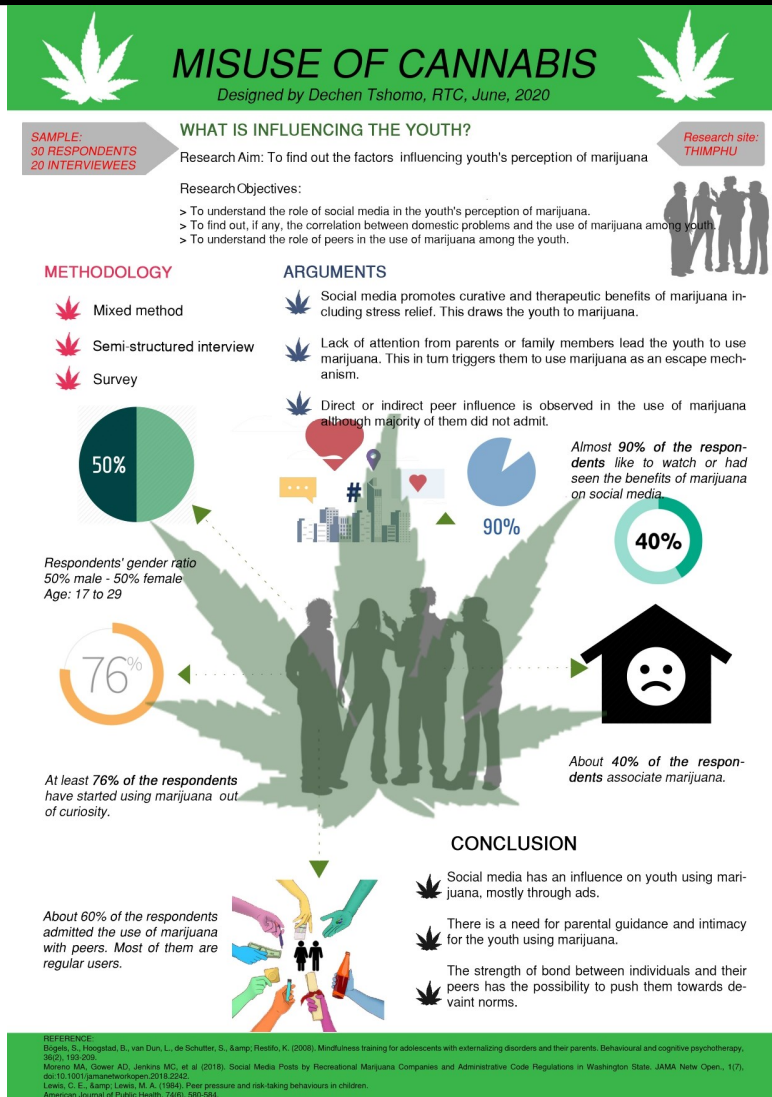 MISUSE OF CANNABIS
Designed by Dechen Tshomo, RTC, June, 2020
SAMPLE:
30 RESPONDENTS
20 INTERVIEWEES
WHAT IS INFLUENCING THE YOUTH?
Research Aim: To find out the factors influencing youth's perception of marijuana
Research Objectives:
> To understand the role of social media in the youth's perception of marijuana.
> To find out, if any, the correlation between domestic problems and the use of marijuana among youth.
> To understand the role of peers in the use of marijuana among the youth.
Research site:
THIMPHU
METHODOLOGY
Mixed method
Semi-structured interview
Survey
ARGUMENTS
Social media promotes curative and therapeutic benefits of marijuana in-
cluding stress relief. This draws the youth to marijuana.
Lack of attention from parents or family members lead the youth to use
marijuana. This in turn triggers them to use marijuana as an escape mech-
anism.
Direct or indirect peer influence is observed in the use of marijuana
although majority of them did not admit.
50%
Respondents' gender ratio
50% male - 50% female
Age: 17 to 29
#
90%
Almost 90% of the respon-
dents like to watch or had
seen the benefits of marijuana
on social media.
40%
76%
At least 76% of the respondents
have started using marijuana out
of curiosity.
About 40% of the respon-
dents associate marijuana.
About 60% of the respondents
admitted the use of marijuana
with peers. Most of them are
regular users.
CONCLUSION
Social media has an influence on youth using mari-
juana, mostly through ads.
There is a need for parental guidance and intimacy
for the youth using marijuana.
The strength of bond between individuals and their
peers has the possibility to push them towards de-
vaint norms.
REFERENCE:
Bögels, S., Hoogstad, B., van Dun, L., de Schutter, S., &amp; Restifo, K. (2008). Mindfulness training for adolescents with externalizing disorders and their parents. Behavioural and cognitive psychotherapy,
36(2), 193-209.
Moreno MA, Gower AD, Jenkins MC, et al (2018). Social Media Posts by Recreational Marijuana Companies and Administrative Code Regulations in Washington State. JAMA Netw Open., 1(7),
doi:10.1001/jamanetworkopen.2018.2242.
Lewis, C. E., &amp; Lewis, M. A. (1984). Peer pressure and risk-taking behaviours in children.
American Journal of Public Health, 74(6), 580-584.